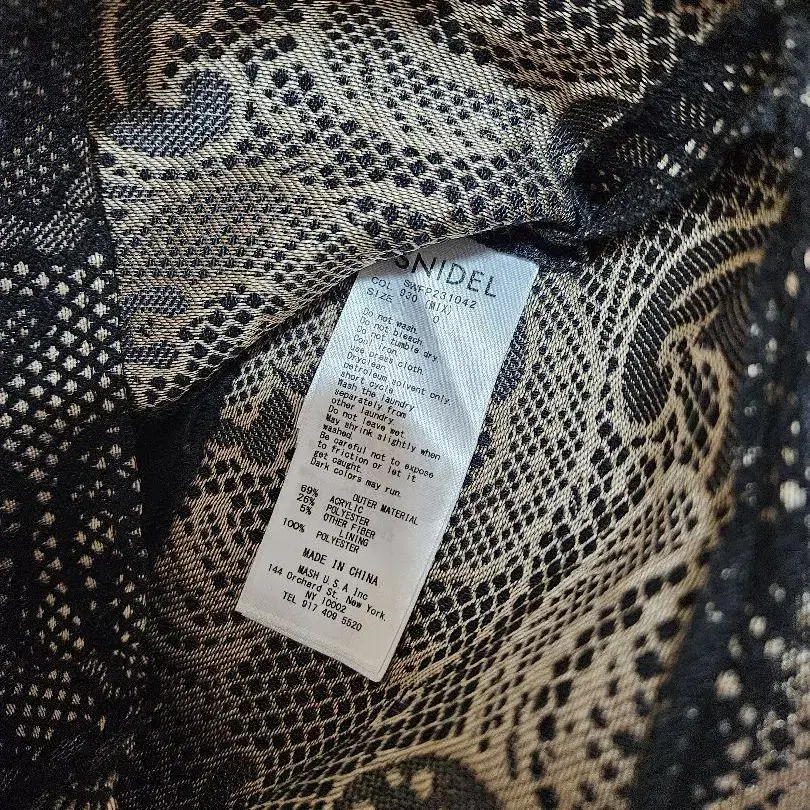 SNIDEL
SWFP231042
COL 030 (MIX)
SIZE 0
Do not wash.
Do not bleach
Do not tumble dry.
Cool iron
Use press cloth.
Dryclean,
petroleum solvent only.
short cycle
Wash the laundry
separately from
other laundry.
Do not leave wet
May shrink slightly when
washed.
Be careful not to expose
to friction or let it
get caught.
Dark colors may run.
OUTER MATERIAL
69% ACRYLIC
26% POLYESTER
5% OTHER FIBER
LINING
100% POLYESTER
MADE IN CHINA
MASH U.S.A Inc
144 Orchard St. New York
NY 10002
TEL 917 409 5520